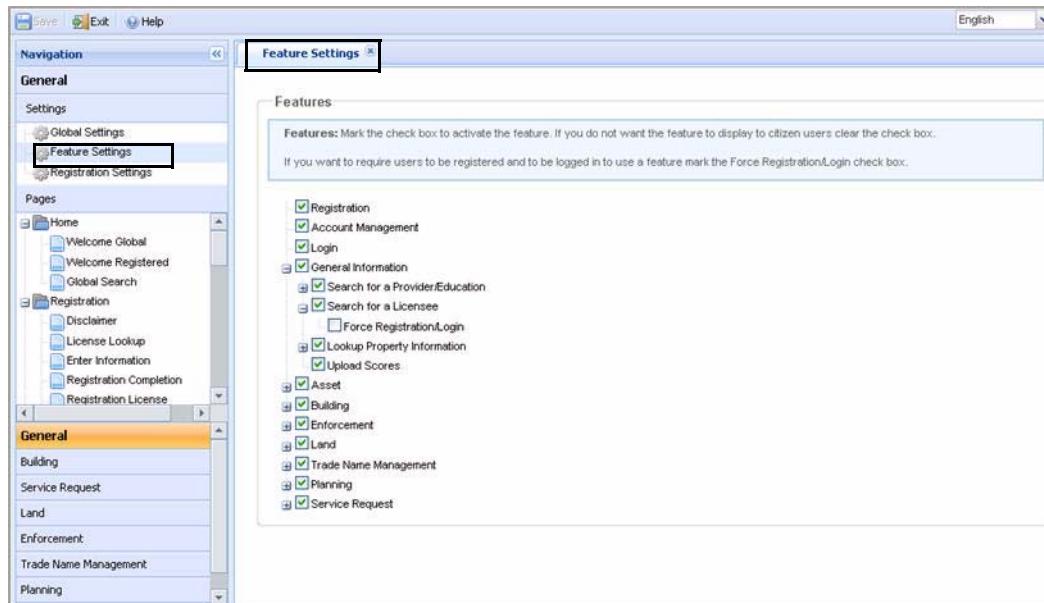 Save Exit Help English
Navigation
General
Settings
Global Settings
Feature Settings
Registration Settings
Pages
Home
Welcome Global
Welcome Registered
Global Search
Registration
Disclaimer
License Lookup
Enter Information
Registration Completion
Registration License
General
Building
Service Request
Land
Enforcement
Trade Name Management
Planning
Feature Settings
Features
Features: Mark the check box to activate the feature. If you do not want the feature to display to citizen users clear the check box.
If you want to require users to be registered and to be logged in to use a feature mark the Force Registration/Login check box.
Registration
Account Management
Login
General Information
Search for a Provider/Education
Search for a Licensee
Force Registration/Login
Lookup Property Information
Upload Scores
Asset
Building
Enforcement
Land
Trade Name Management
Planning
Service Request